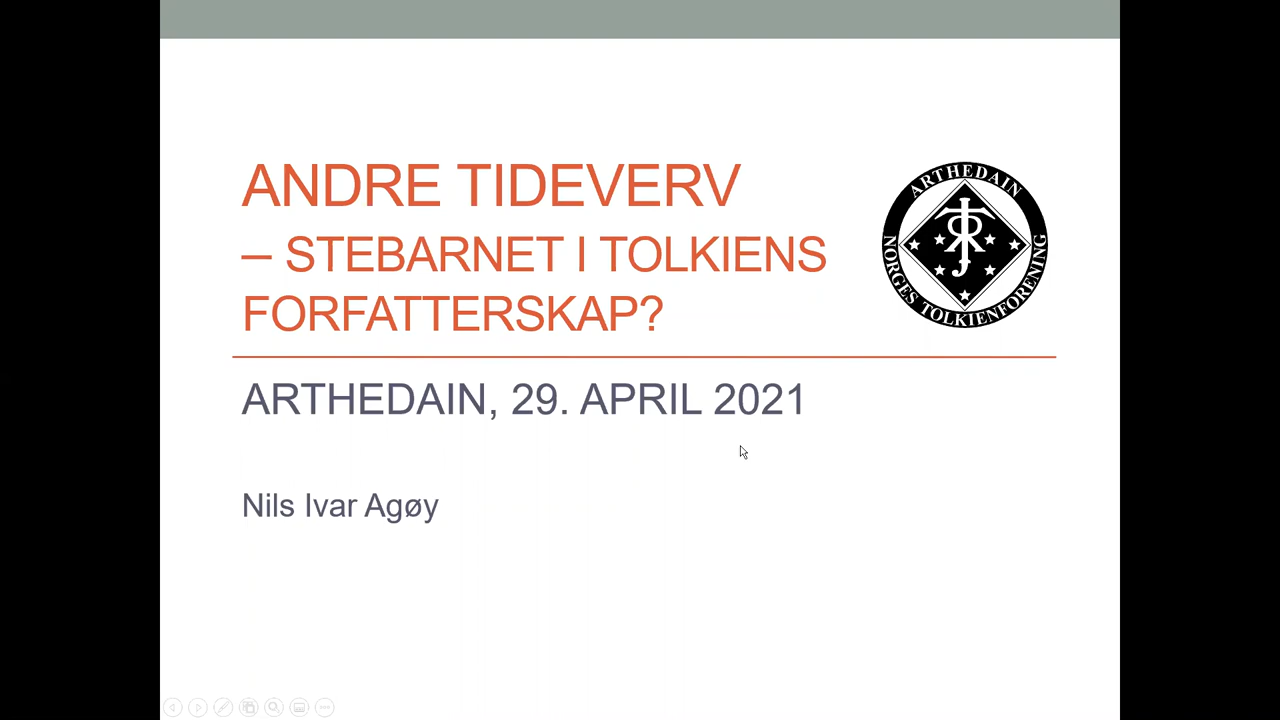 ANDRE TIDEVERV
– STEBARNET I TOLKIENS
FORFATTERSKAP?
ARTHEDAIN
NORGES TOLKIENFORENING
ARTHEDAIN, 29. APRIL 2021
Nils Ivar Agøy